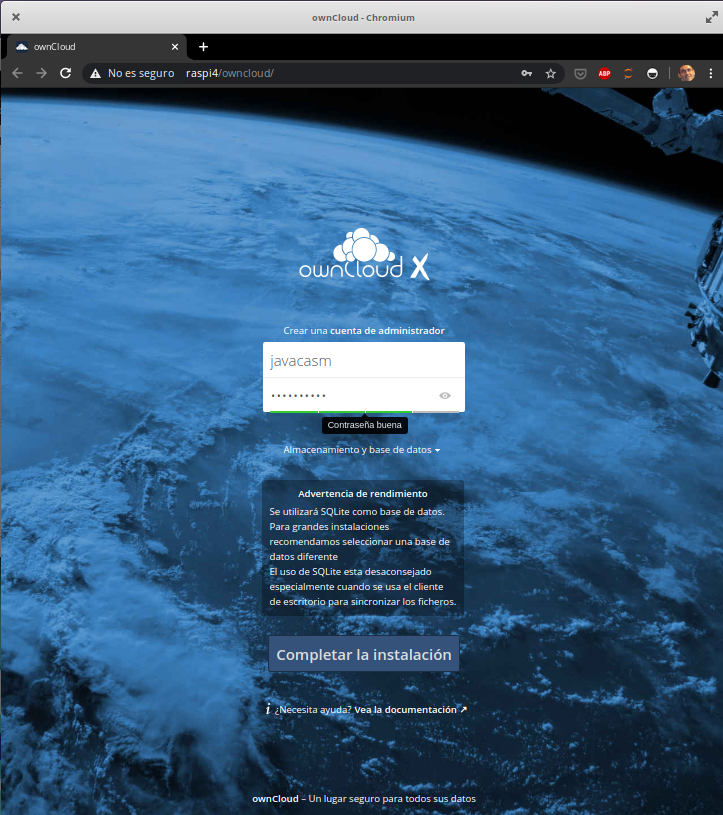 ownCloud - Chromium
ownCloud
No es seguro raspi4/owncloud/
ABP
ownCloud X
Crear una cuenta de administrador
javacasm
••••••••••
Contraseña buena
Almacenamiento y base de datos
Advertencia de rendimiento
Se utilizará SQLite como base de datos.
Para grandes instalaciones
recomendamos seleccionar una base de
datos diferente
El uso de SQLite esta desaconsejado
especialmente cuando se usa el cliente
de escritorio para sincronizar los ficheros.
Completar la instalación
i ¿Necesita ayuda? Vea la documentación ↗
ownCloud – Un lugar seguro para todos sus datos